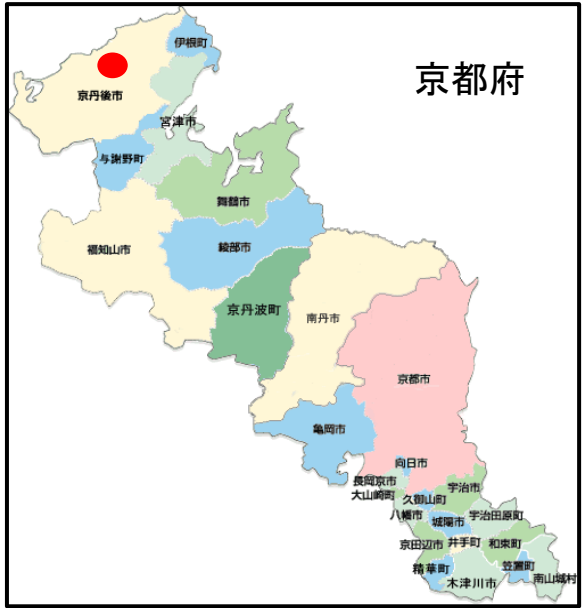 伊根町
京都府
京丹後市
宮津市
与謝野町
舞鶴市
綾部市
福知山市
京丹波町
南丹市
京都市
亀岡市
向日市
長岡京市
大山崎町
宇治市
久御山町
八幡市
宇治田原町
城陽市
京田辺市
井手町
和束町
精華町
笠置町
南山城村
木津川市